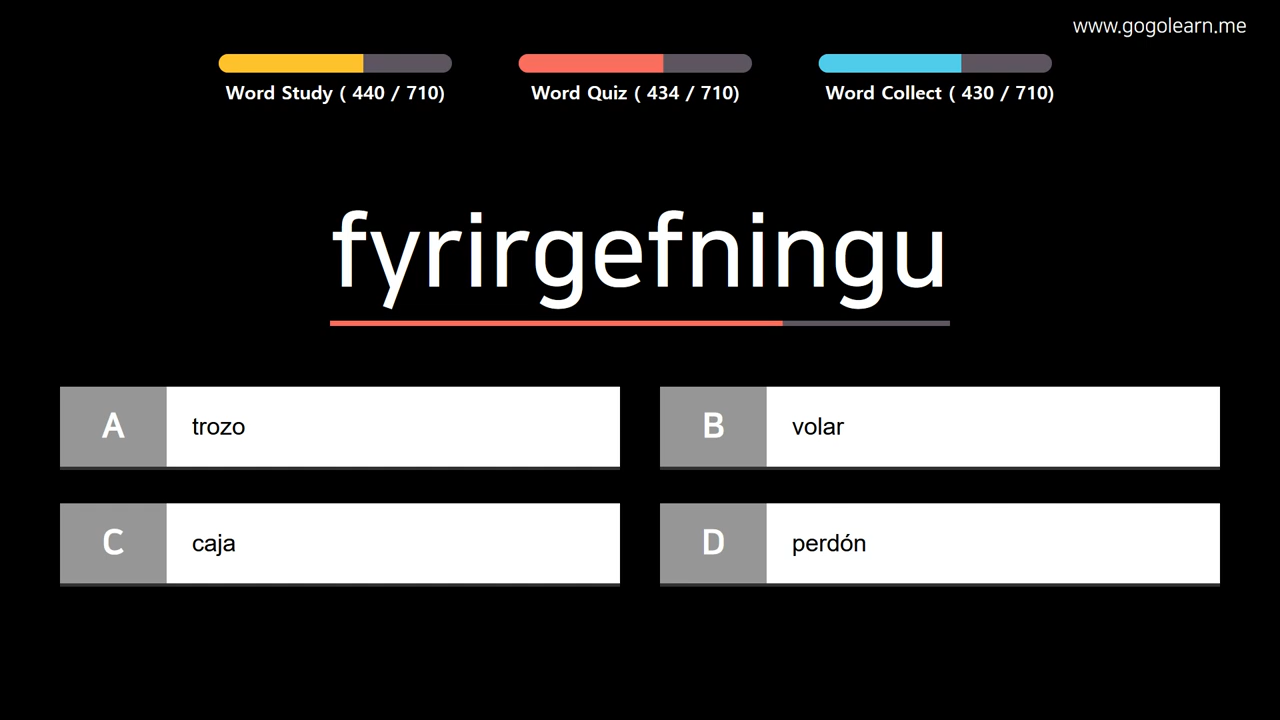 www.gogolearn.me
Word Study ( 440 / 710)
Word Quiz ( 434 / 710)
Word Collect ( 430 / 710)
fyrirgefningu
A trozo
B volar
C caja
D perdón